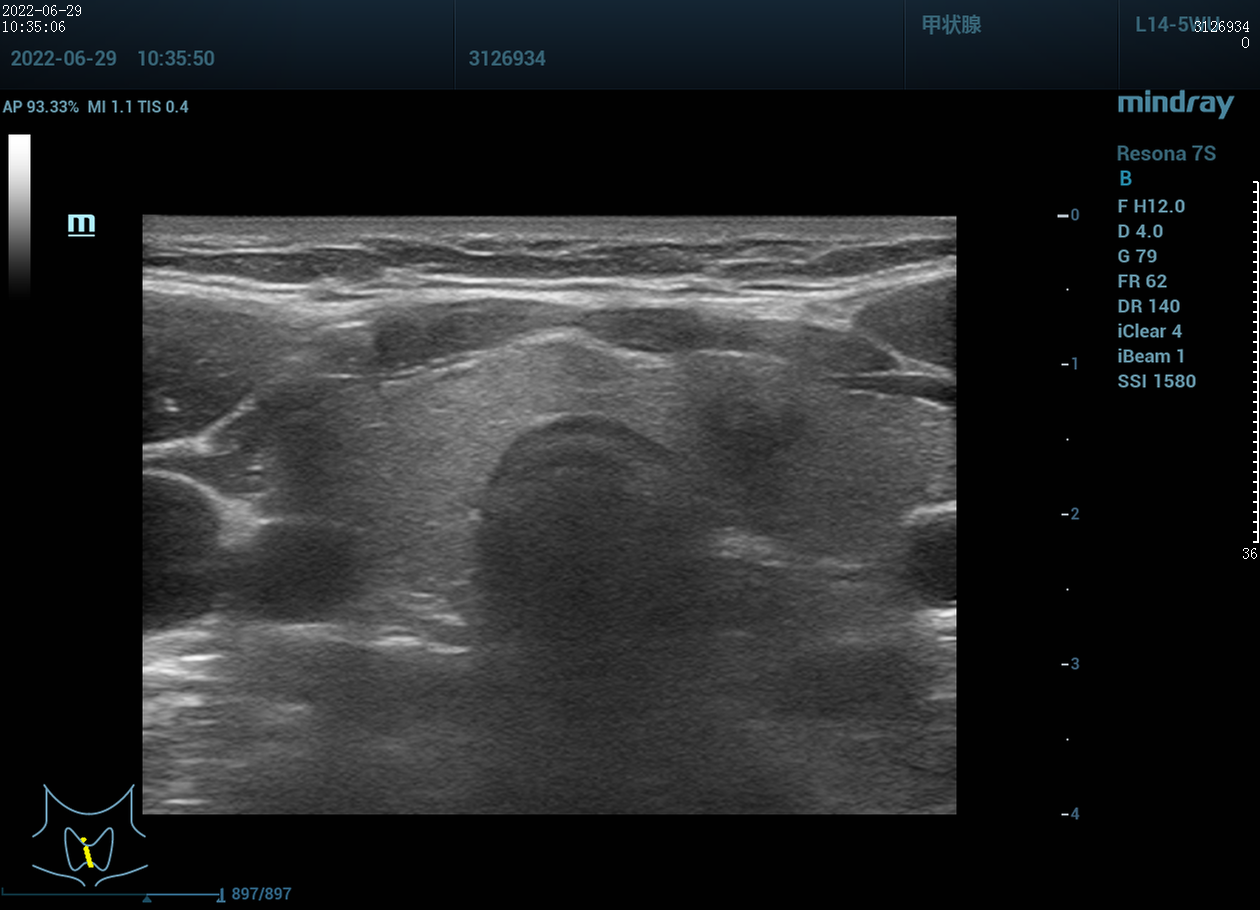 2022-06-29
10:35:06
甲状腺
3126934
0
2022-06-29 10:35:50
3126934
AP 93.33% MI 1.1 TIS 0.4
mindray
Resona 7S
B
F H12.0
D 4.0
G 79
FR 62
DR 140
iClear 4
iBeam 1
SSI 1580
m
0
1
2
3
4
36
897/897